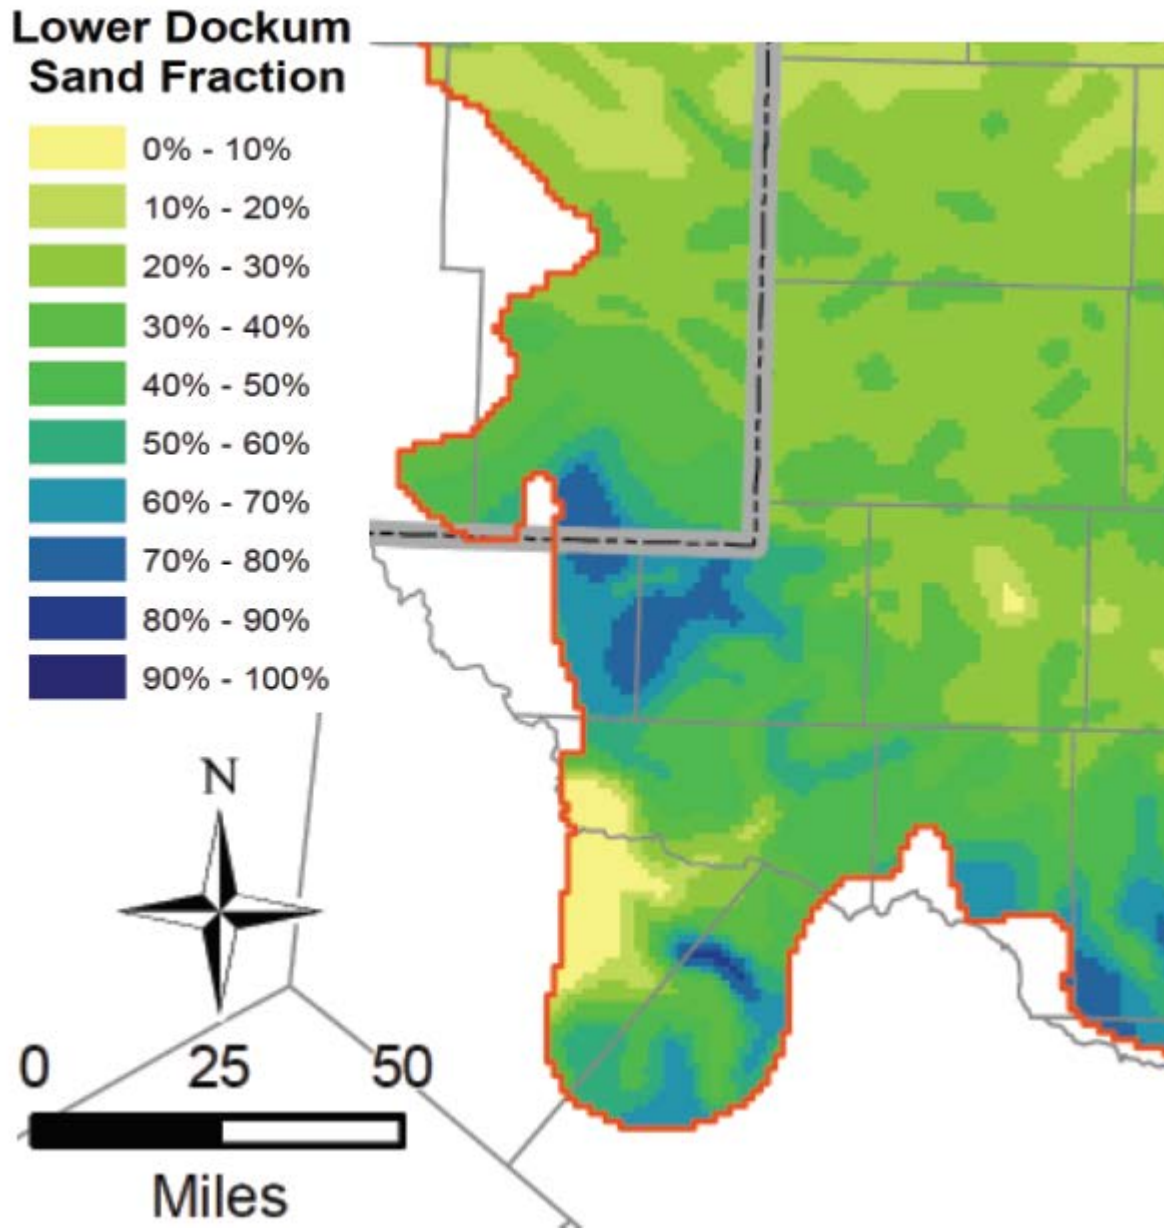 Lower Dockum
Sand Fraction
0% - 10%
10% - 20%
20% - 30%
30% - 40%
40% - 50%
50% - 60%
60% - 70%
70% - 80%
80% - 90%
90% - 100%
N
0 25 50
Miles